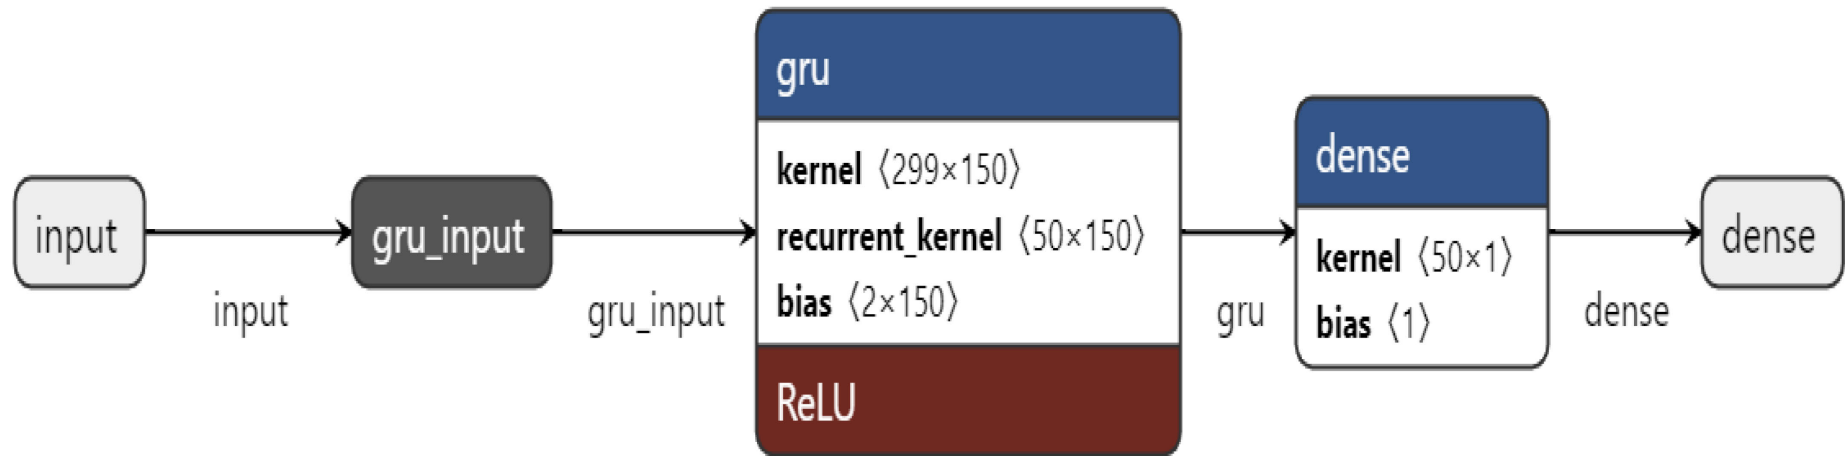 input
input
gru_input
gru_input
gru
kernel ⟨299×150⟩
recurrent_kernel ⟨50×150⟩
bias ⟨2×150⟩
ReLU
gru
dense
kernel ⟨50×1⟩
bias ⟨1⟩
dense
dense